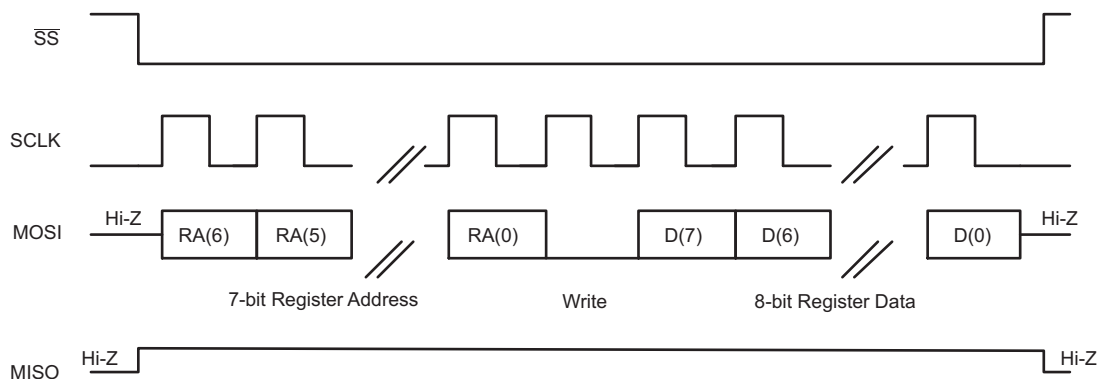 SS
SCLK
MOSI Hi-Z RA(6) RA(5) RA(0) D(7) D(6) D(0) Hi-Z
7-bit Register Address Write 8-bit Register Data
MISO Hi-Z Hi-Z